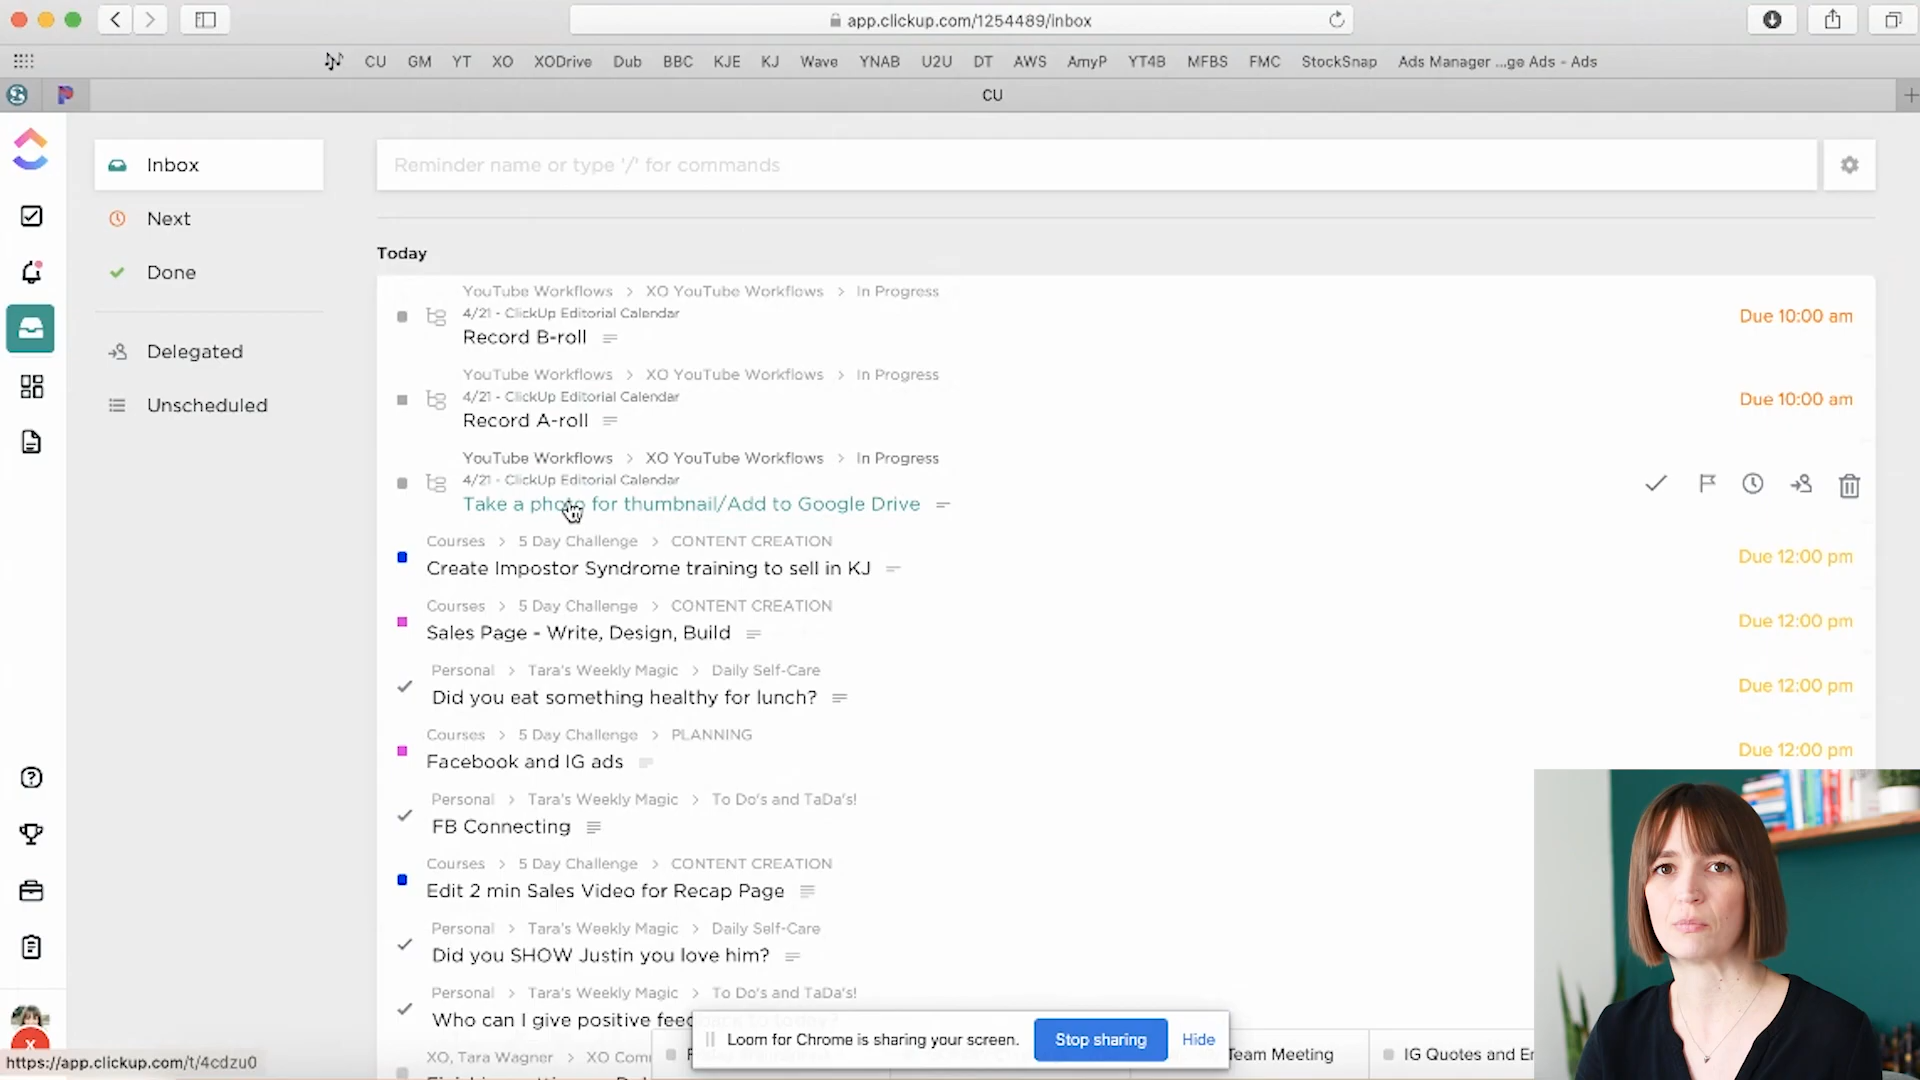 app.clickup.com/1254489/inbox
CU GM YT XO XODrive Dub BBC KJE KJ Wave YNAB U2U DT AWS AmyP YT4B MFBS FMC StockSnap Ads Manager ...ge Ads - Ads
CU
Inbox
Next
Done
Delegated
Unscheduled
Reminder name or type '/' for commands
Today
YouTube Workflows > XO YouTube Workflows > In Progress
4/21 - ClickUp Editorial Calendar
Record B-roll
Due 10:00 am
YouTube Workflows > XO YouTube Workflows > In Progress
4/21 - ClickUp Editorial Calendar
Record A-roll
Due 10:00 am
YouTube Workflows > XO YouTube Workflows > In Progress
4/21 - ClickUp Editorial Calendar
Take a photo for thumbnail/Add to Google Drive
Courses > 5 Day Challenge > CONTENT CREATION
Create Impostor Syndrome training to sell in KJ
Due 12:00 pm
Courses > 5 Day Challenge > CONTENT CREATION
Sales Page - Write, Design, Build
Due 12:00 pm
Personal > Tara's Weekly Magic > Daily Self-Care
Did you eat something healthy for lunch?
Due 12:00 pm
Courses > 5 Day Challenge > PLANNING
Facebook and IG ads
Due 12:00 pm
Personal > Tara's Weekly Magic > To Do's and TaDa's!
FB Connecting
Courses > 5 Day Challenge > CONTENT CREATION
Edit 2 min Sales Video for Recap Page
Personal > Tara's Weekly Magic > Daily Self-Care
Did you SHOW Justin you love him?
Personal > Tara's Weekly Magic > To Do's and TaDa's!
Who can I give positive
XO, Tara Wagner > XO
Loom for Chrome is sharing your screen.
Stop sharing
Hide
Team Meeting
IG Quotes and
https://app.clickup.com/t/4cdzu0